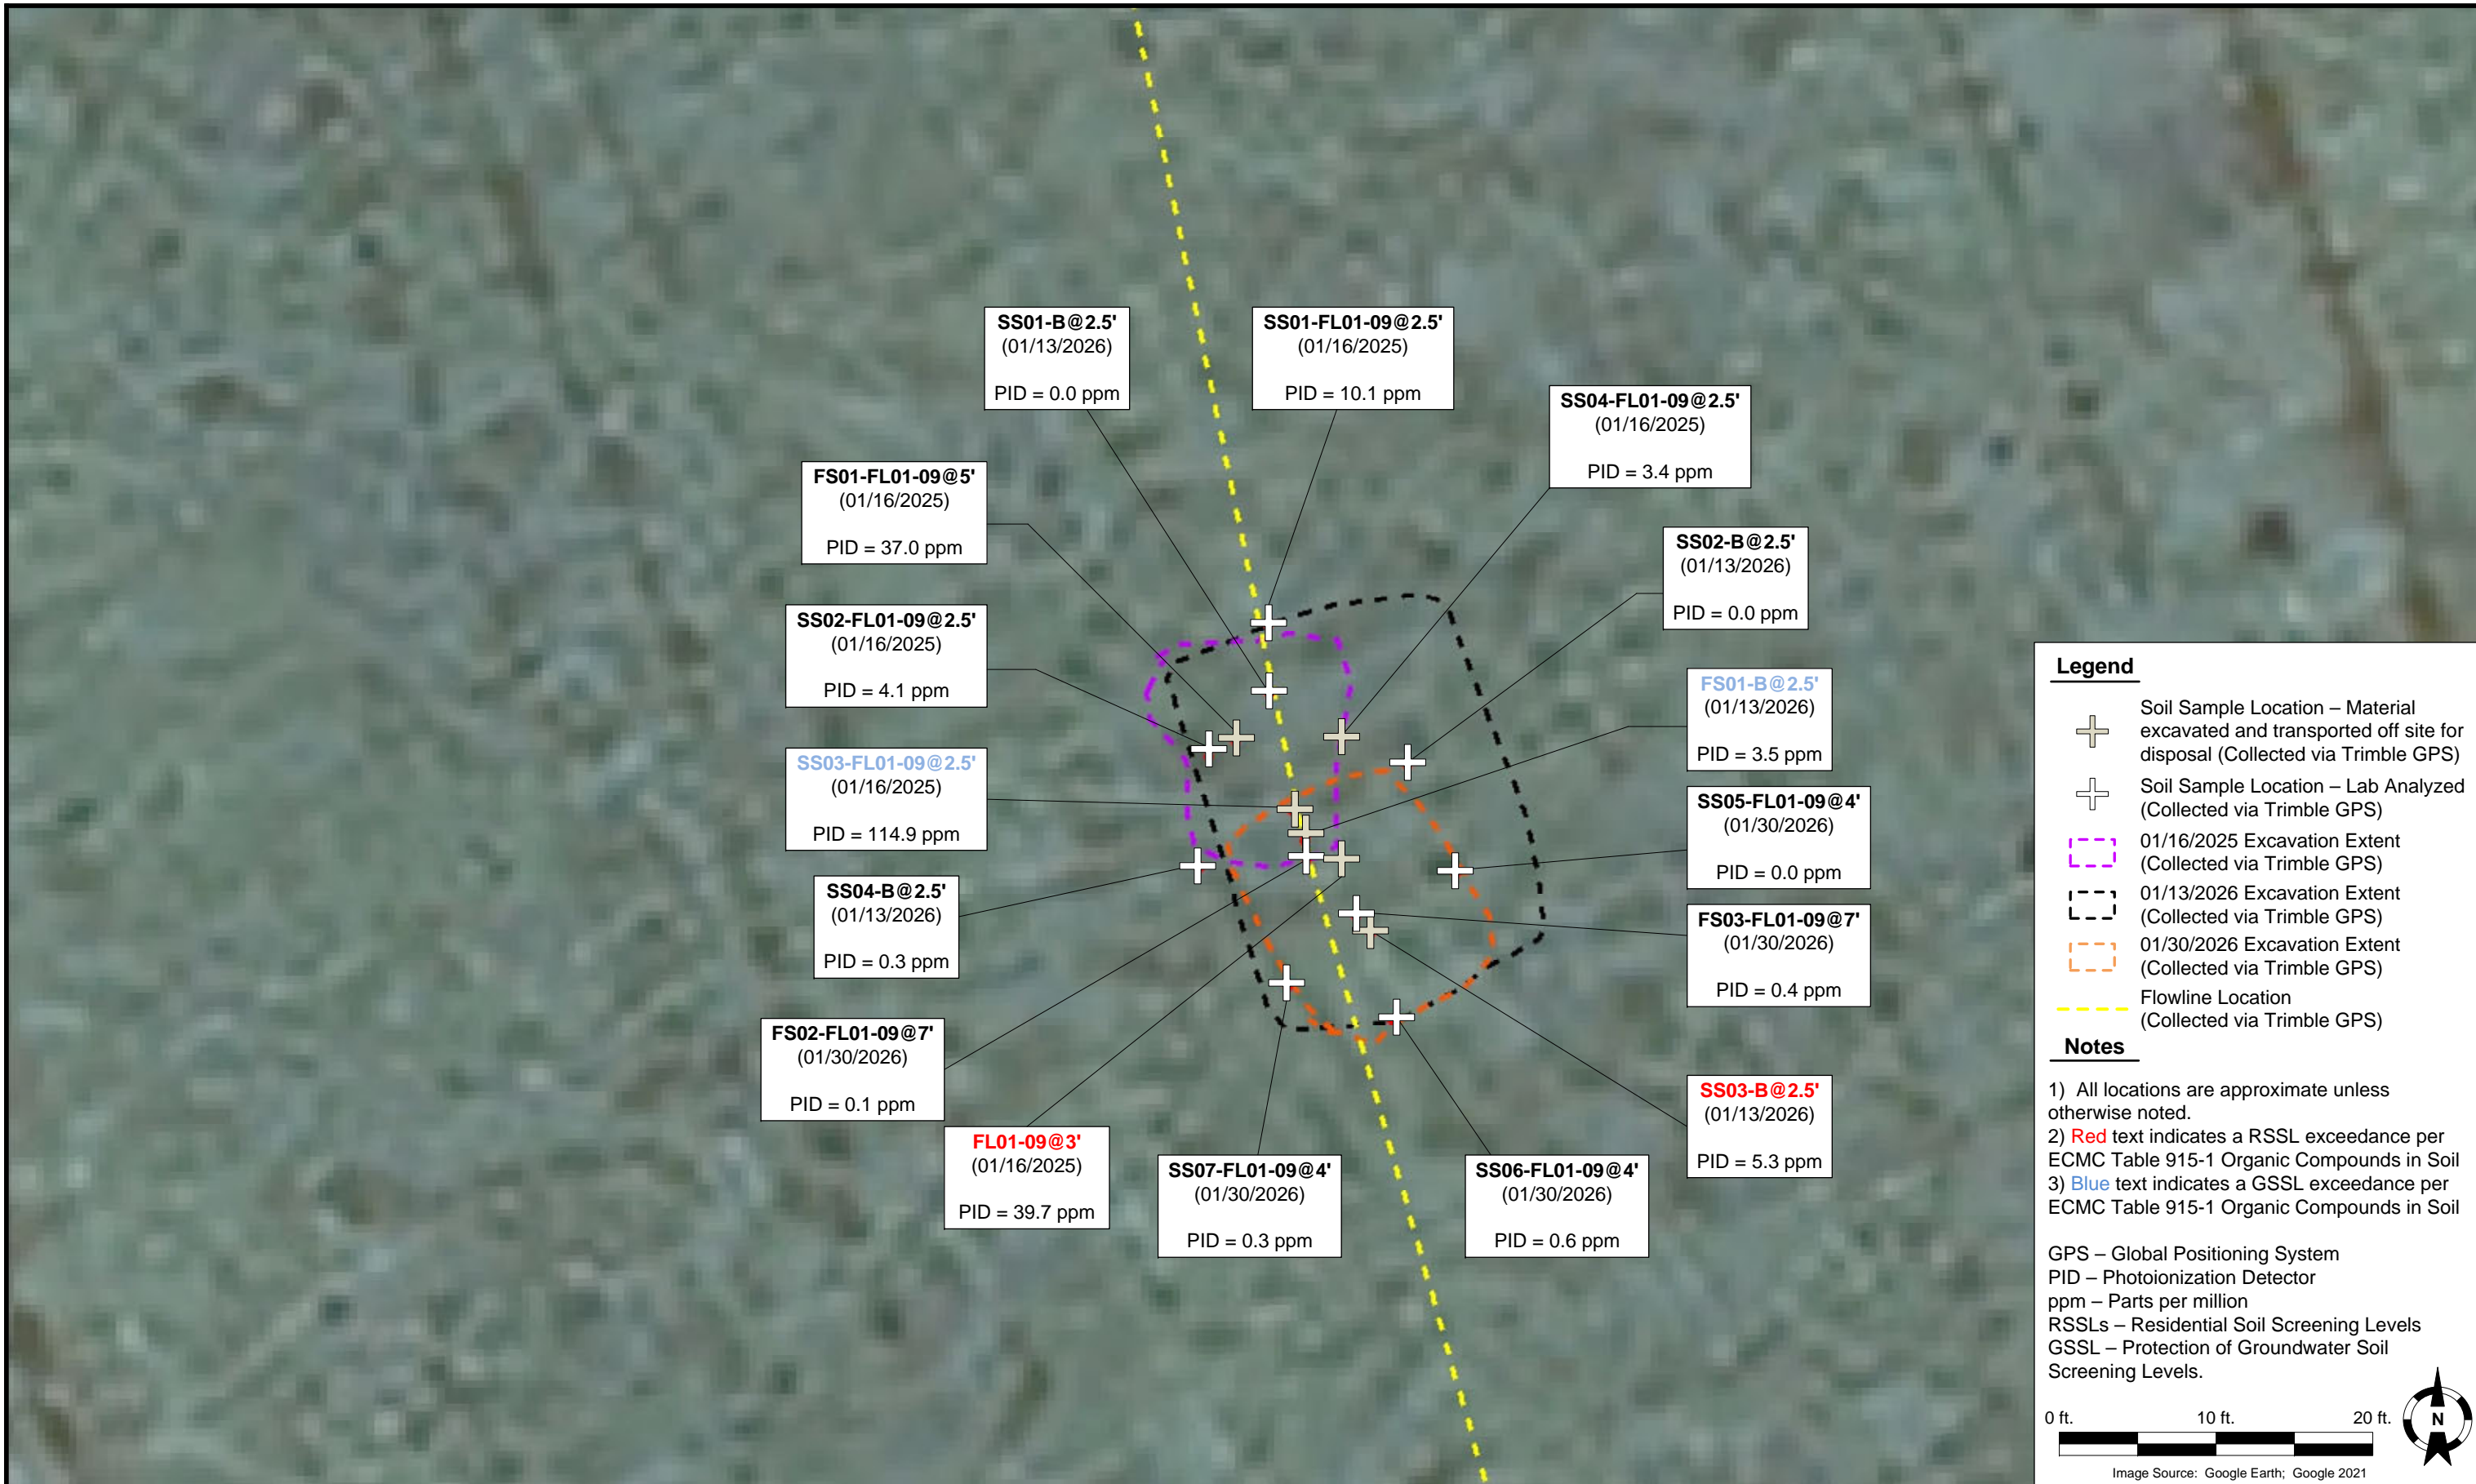 SS01-B@2.5'
(01/13/2026)
PID = 0.0 ppm
SS01-FL01-09@2.5'
(01/16/2025)
PID = 10.1 ppm
SS04-FL01-09@2.5'
(01/16/2025)
PID = 3.4 ppm
FS01-FL01-09@5'
(01/16/2025)
PID = 37.0 ppm
SS02-B@2.5'
(01/13/2026)
PID = 0.0 ppm
SS02-FL01-09@2.5'
(01/16/2025)
PID = 4.1 ppm
FS01-B@2.5'
(01/13/2026)
PID = 3.5 ppm
SS03-FL01-09@2.5'
(01/16/2025)
PID = 114.9 ppm
SS05-FL01-09@4'
(01/30/2026)
PID = 0.0 ppm
SS04-B@2.5'
(01/13/2026)
PID = 0.3 ppm
FS03-FL01-09@7'
(01/30/2026)
PID = 0.4 ppm
FS02-FL01-09@7'
(01/30/2026)
PID = 0.1 ppm
SS03-B@2.5'
(01/13/2026)
PID = 5.3 ppm
FL01-09@3'
(01/16/2025)
PID = 39.7 ppm
SS07-FL01-09@4'
(01/30/2026)
PID = 0.3 ppm
SS06-FL01-09@4'
(01/30/2026)
PID = 0.6 ppm
Legend
Soil Sample Location – Material
excavated and transported off site for
disposal (Collected via Trimble GPS)
Soil Sample Location – Lab Analyzed
(Collected via Trimble GPS)
01/16/2025 Excavation Extent
(Collected via Trimble GPS)
01/13/2026 Excavation Extent
(Collected via Trimble GPS)
01/30/2026 Excavation Extent
(Collected via Trimble GPS)
Flowline Location
(Collected via Trimble GPS)
Notes
1) All locations are approximate unless
otherwise noted.
2) Red text indicates a RSSL exceedance per
ECMC Table 915-1 Organic Compounds in Soil
3) Blue text indicates a GSSL exceedance per
ECMC Table 915-1 Organic Compounds in Soil
GPS – Global Positioning System
PID – Photoionization Detector
ppm – Parts per million
RSSLs – Residential Soil Screening Levels
GSSL – Protection of Groundwater Soil
Screening Levels.
0 ft. 10 ft. 20 ft.
N
Image Source: Google Earth; Google 2021